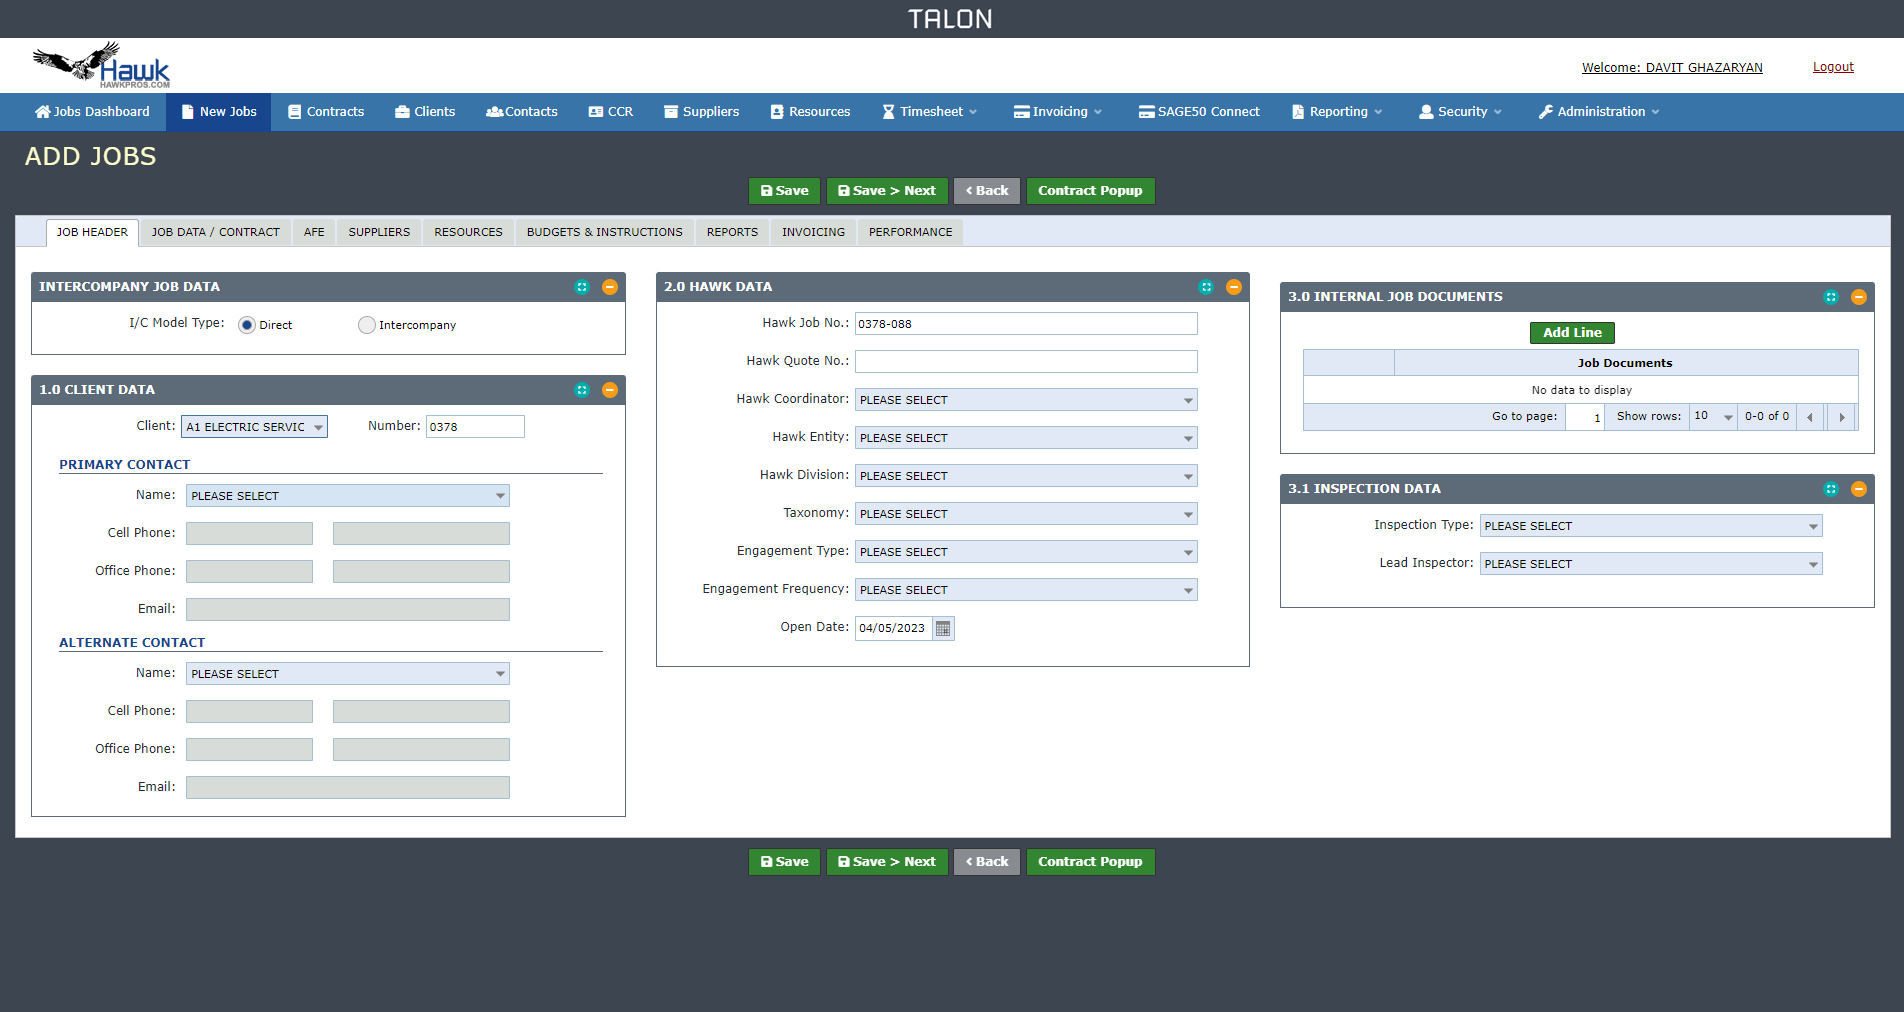 TALON
Hawk
HAWKPROS.COM
Welcome: DAVIT GHAZARYAN
Logout
Jobs Dashboard
New Jobs
Contracts
Clients
Contacts
CCR
Suppliers
Resources
Timesheet
Invoicing
SAGE50 Connect
Reporting
Security
Administration
ADD JOBS
Save
Save > Next
‹ Back
Contract Popup
JOB HEADER
JOB DATA / CONTRACT
AFE
SUPPLIERS
RESOURCES
BUDGETS & INSTRUCTIONS
REPORTS
INVOICING
PERFORMANCE
INTERCOMPANY JOB DATA
I/C Model Type: Direct Intercompany
1.0 CLIENT DATA
Client: A1 ELECTRIC SERVIC Number: 0378
PRIMARY CONTACT
Name: PLEASE SELECT
Cell Phone:
Office Phone:
Email:
ALTERNATE CONTACT
Name: PLEASE SELECT
Cell Phone:
Office Phone:
Email:
2.0 HAWK DATA
Hawk Job No.: 0378-088
Hawk Quote No.:
Hawk Coordinator: PLEASE SELECT
Hawk Entity: PLEASE SELECT
Hawk Division: PLEASE SELECT
Taxonomy: PLEASE SELECT
Engagement Type: PLEASE SELECT
Engagement Frequency: PLEASE SELECT
Open Date: 04/05/2023
3.0 INTERNAL JOB DOCUMENTS
Add Line
Job Documents
No data to display
Go to page: 1 Show rows: 10 0-0 of 0
3.1 INSPECTION DATA
Inspection Type: PLEASE SELECT
Lead Inspector: PLEASE SELECT
Save
Save > Next
‹ Back
Contract Popup